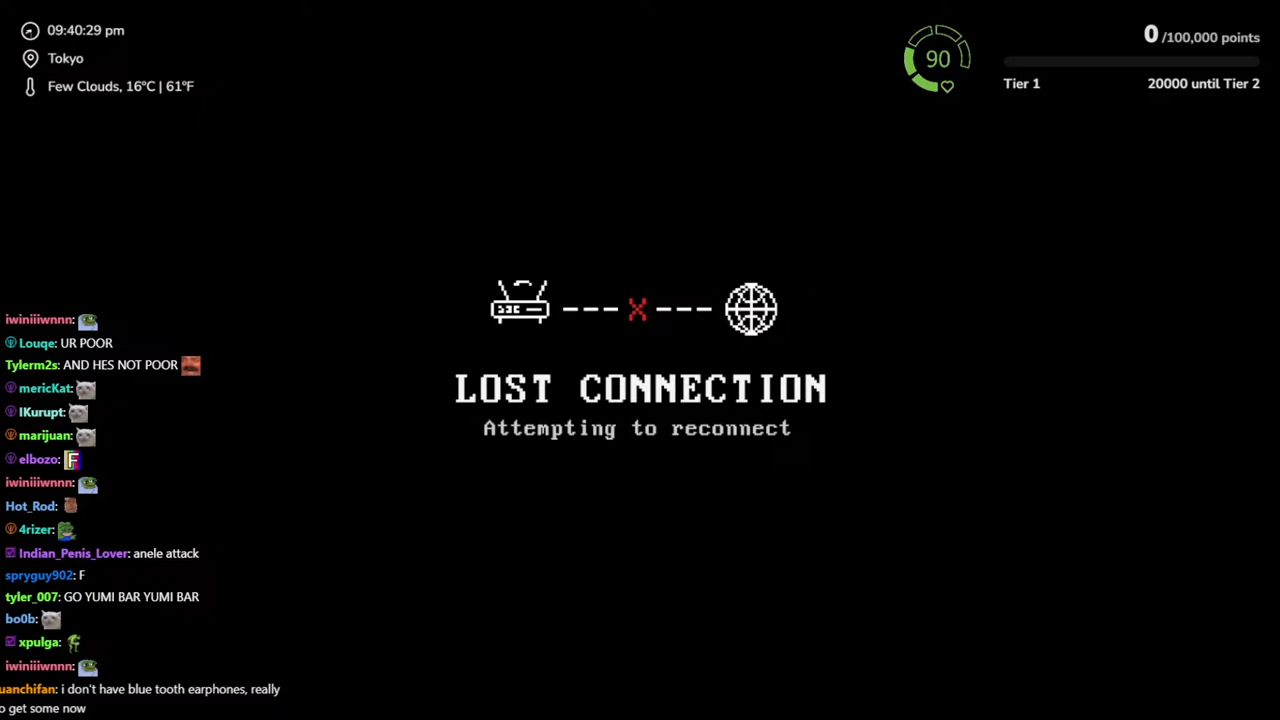 09:40:29 pm
Tokyo
Few Clouds, 16°C | 61°F
90
0 /100,000 points
Tier 1
20000 until Tier 2
LOST CONNECTION
Attempting to reconnect
iwiniiiwnnn:
Louqe: UR POOR
Tylerm2s: AND HES NOT POOR
mericKat:
IKurupt:
marijuan:
elbozo: F
iwiniiiwnnn:
Hot_Rod:
4rizer:
Indian_Penis_Lover: anele attack
spryguy902: F
tyler_007: GO YUMI BAR YUMI BAR
bo0b:
xpulga:
iwiniiiwnnn:
uanchifan: i don't have blue tooth earphones, really
o get some now